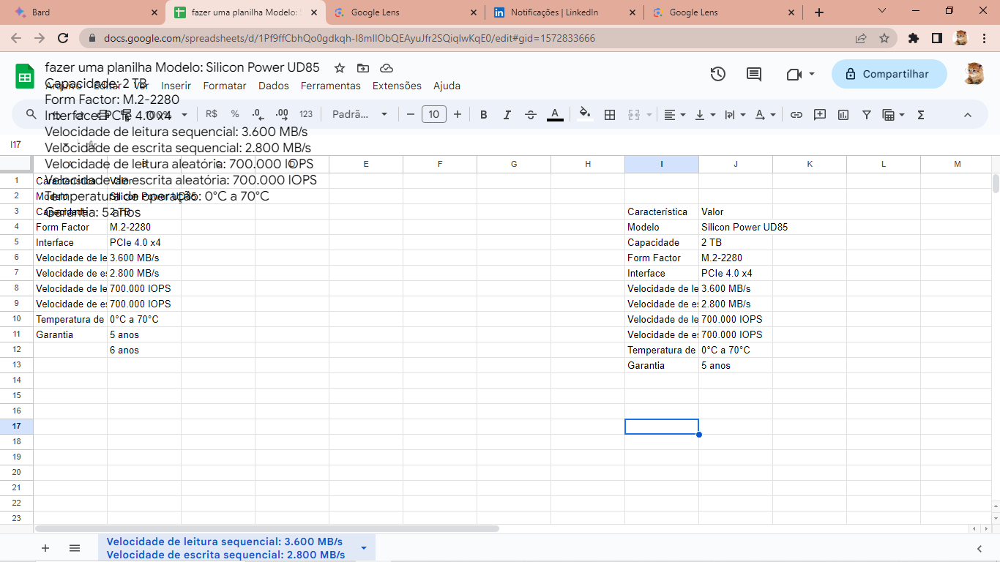 Bard
fazer uma planilha Modelo:
Google Lens
Notificações | LinkedIn
Google Lens
docs.google.com/spreadsheets/d/1Pf9ffCbhQo0gdkqh-I8mIlObQEAyuJfr2SQiqIwKqE0/edit#gid=1572833666
fazer uma planilha Modelo: Silicon Power UD85
Capacidade: 2 TB
Form Factor: M.2-2280
Interface: PCIe 4.0 x4
Velocidade de leitura sequencial: 3.600 MB/s
Velocidade de escrita sequencial: 2.800 MB/s
Velocidade de leitura aleatória: 700.000 IOPS
Velocidade de escrita aleatória: 700.000 IOPS
Temperatura de operação: 0°C a 70°C
Garantia: 5 anos
Arquivo Editar Ver Inserir Formatar Dados Ferramentas Extensões Ajuda
Compartilhar
100% R$ % .0 .00 123 Padrã... 10
I17
A B C D E F G H I J K L M
1 Característica Valor
2 Modelo Silicon Power UD85
3 Capacidade 2 TB Característica Valor
4 Form Factor M.2-2280 Modelo Silicon Power UD85
5 Interface PCIe 4.0 x4 Capacidade 2 TB
6 Velocidade de le 3.600 MB/s Form Factor M.2-2280
7 Velocidade de es 2.800 MB/s Interface PCIe 4.0 x4
8 Velocidade de le 700.000 IOPS Velocidade de le 3.600 MB/s
9 Velocidade de es 700.000 IOPS Velocidade de es 2.800 MB/s
10 Temperatura de 0°C a 70°C Velocidade de le 700.000 IOPS
11 Garantia 5 anos Velocidade de es 700.000 IOPS
12 6 anos Temperatura de 0°C a 70°C
13 Garantia 5 anos
14
15
16
17
18
19
20
21
22
23
Velocidade de leitura sequencial: 3.600 MB/s
Velocidade de escrita sequencial: 2.800 MB/s